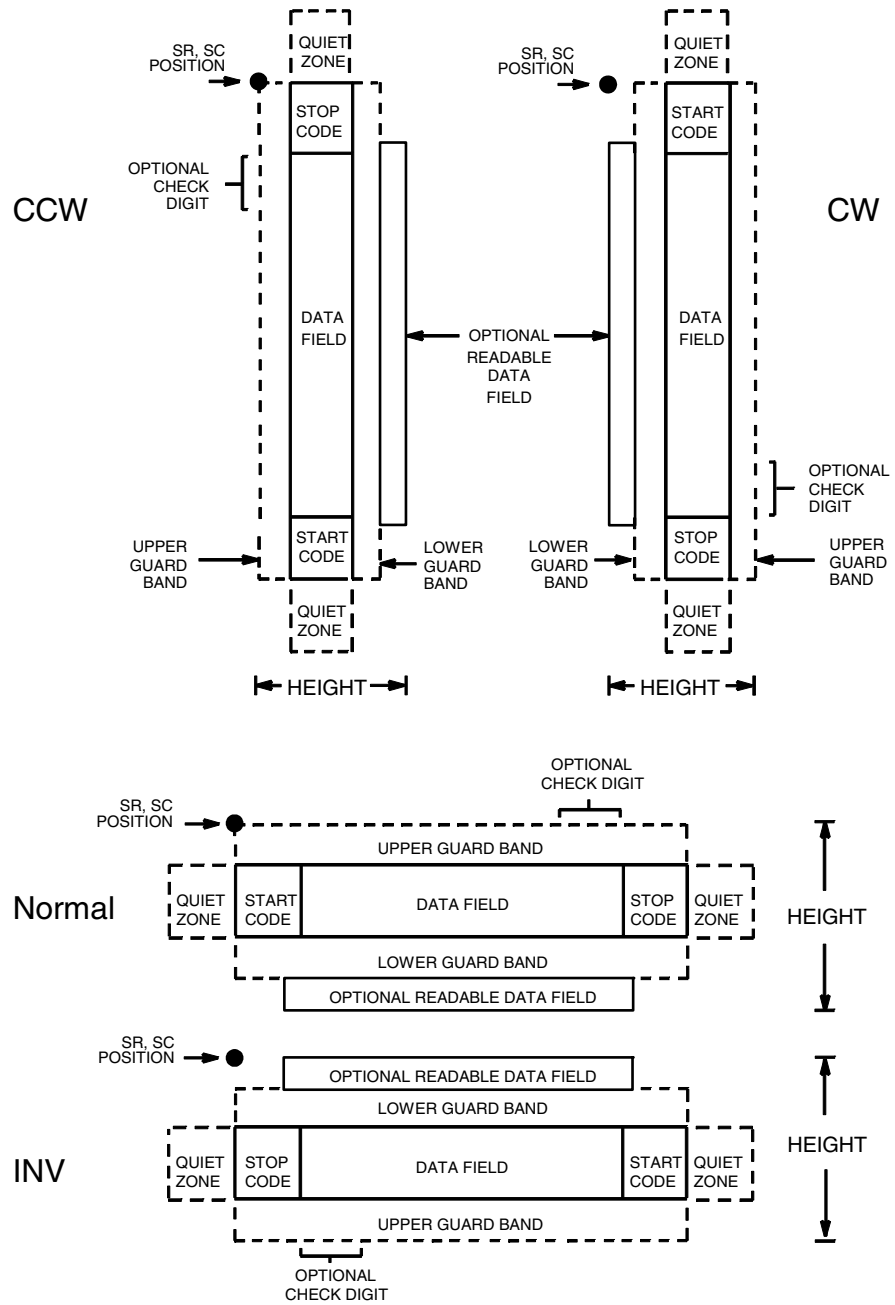 QUIET
ZONE
SR, SC
POSITION
STOP
CODE
OPTIONAL
CHECK
DIGIT
CCW
DATA
FIELD
START
CODE
UPPER
GUARD
BAND
LOWER
GUARD
BAND
QUIET
ZONE
HEIGHT
OPTIONAL
READABLE
DATA
FIELD
QUIET
ZONE
SR, SC
POSITION
START
CODE
CW
DATA
FIELD
OPTIONAL
CHECK
DIGIT
LOWER
GUARD
BAND
STOP
CODE
UPPER
GUARD
BAND
QUIET
ZONE
HEIGHT
OPTIONAL
CHECK DIGIT
SR, SC
POSITION
UPPER GUARD BAND
Normal
QUIET
ZONE
START
CODE
DATA FIELD
STOP
CODE
QUIET
ZONE
HEIGHT
LOWER GUARD BAND
OPTIONAL READABLE DATA FIELD
SR, SC
POSITION
OPTIONAL READABLE DATA FIELD
LOWER GUARD BAND
INV
QUIET
ZONE
STOP
CODE
DATA FIELD
START
CODE
QUIET
ZONE
HEIGHT
UPPER GUARD BAND
OPTIONAL
CHECK DIGIT